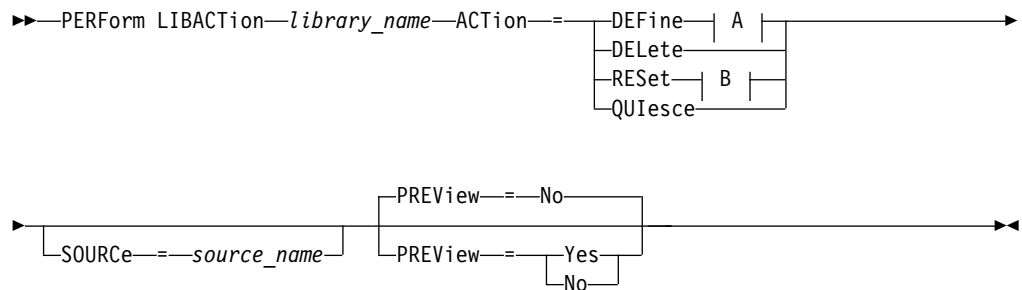 PERForm LIBACTion library_name ACTion = DEFine A
DELete
RESet B
QUIesce
PREView = No
SOURCe = source_name PREView = Yes
No